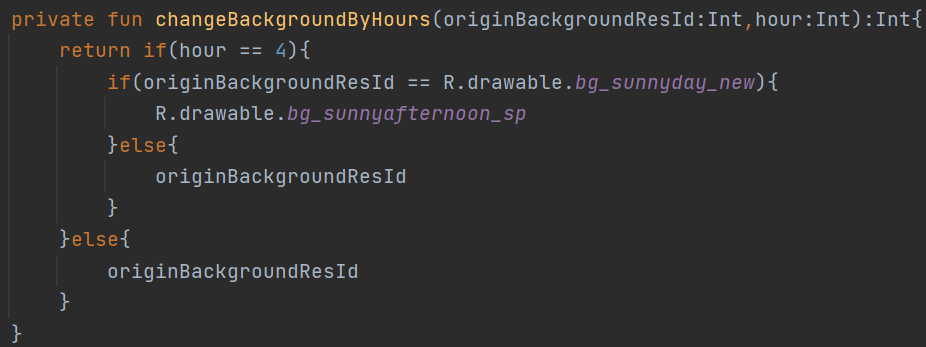 private fun changeBackgroundByHours(originBackgroundResId:Int,hour:Int):Int{
    return if(hour == 4){
        if(originBackgroundResId == R.drawable.bg_sunnyday_new){
            R.drawable.bg_sunnyafternoon_sp
        }else{
            originBackgroundResId
        }
    }else{
        originBackgroundResId
    }
}